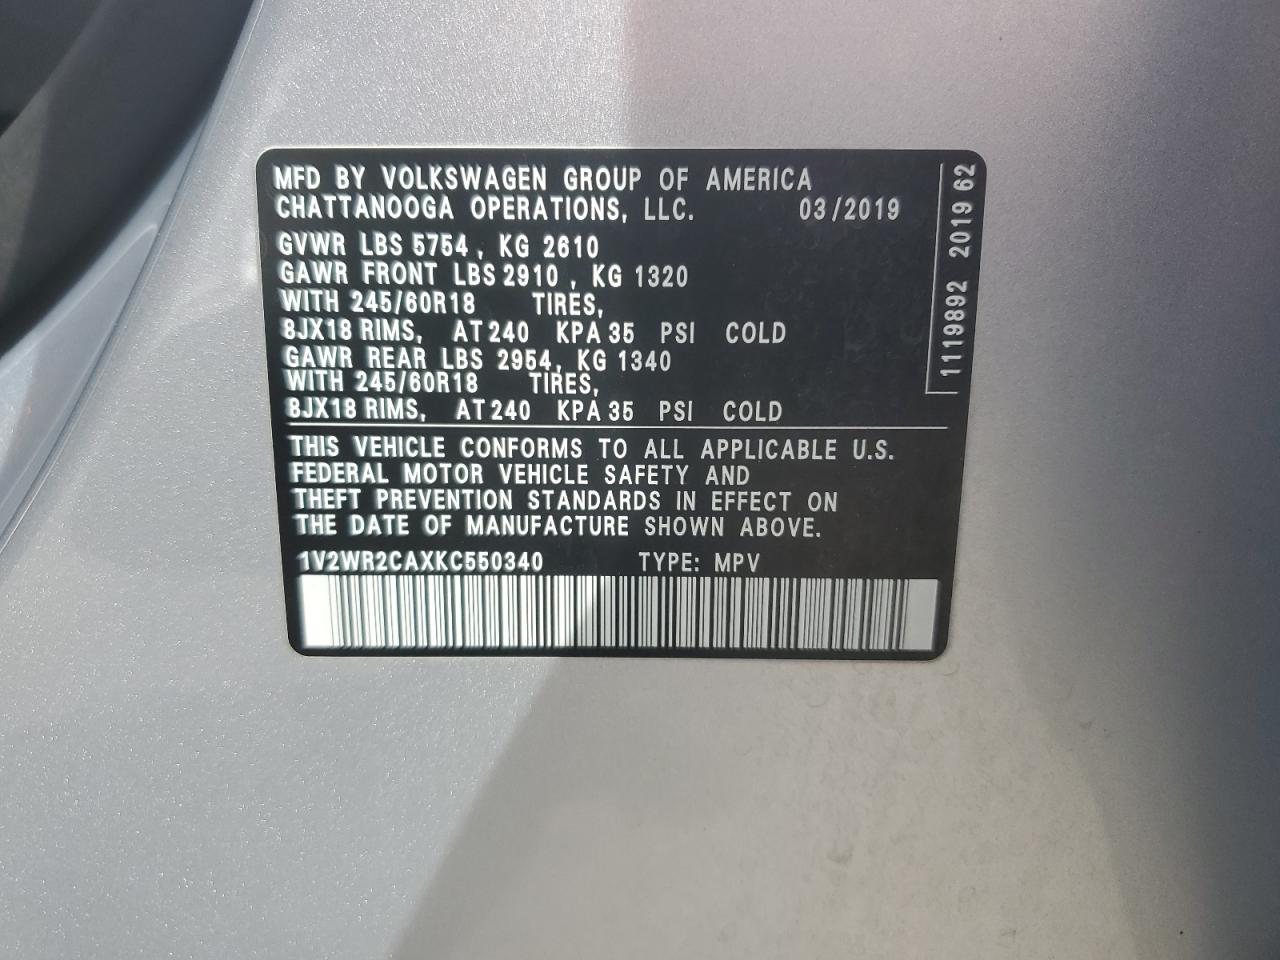 MFD BY VOLKSWAGEN GROUP OF AMERICA
CHATTANOOGA OPERATIONS, LLC. 03/2019
GVWR LBS 5754, KG 2610
GAWR FRONT LBS 2910, KG 1320
WITH 245/60R18 TIRES,
8JX18 RIMS, AT 240 KPA 35 PSI COLD
GAWR REAR LBS 2954, KG 1340
WITH 245/60R18 TIRES,
8JX18 RIMS, AT 240 KPA 35 PSI COLD
THIS VEHICLE CONFORMS TO ALL APPLICABLE U.S.
FEDERAL MOTOR VEHICLE SAFETY AND
THEFT PREVENTION STANDARDS IN EFFECT ON
THE DATE OF MANUFACTURE SHOWN ABOVE.
1V2WR2CAXKC550340 TYPE: MPV
1119892 2019 62